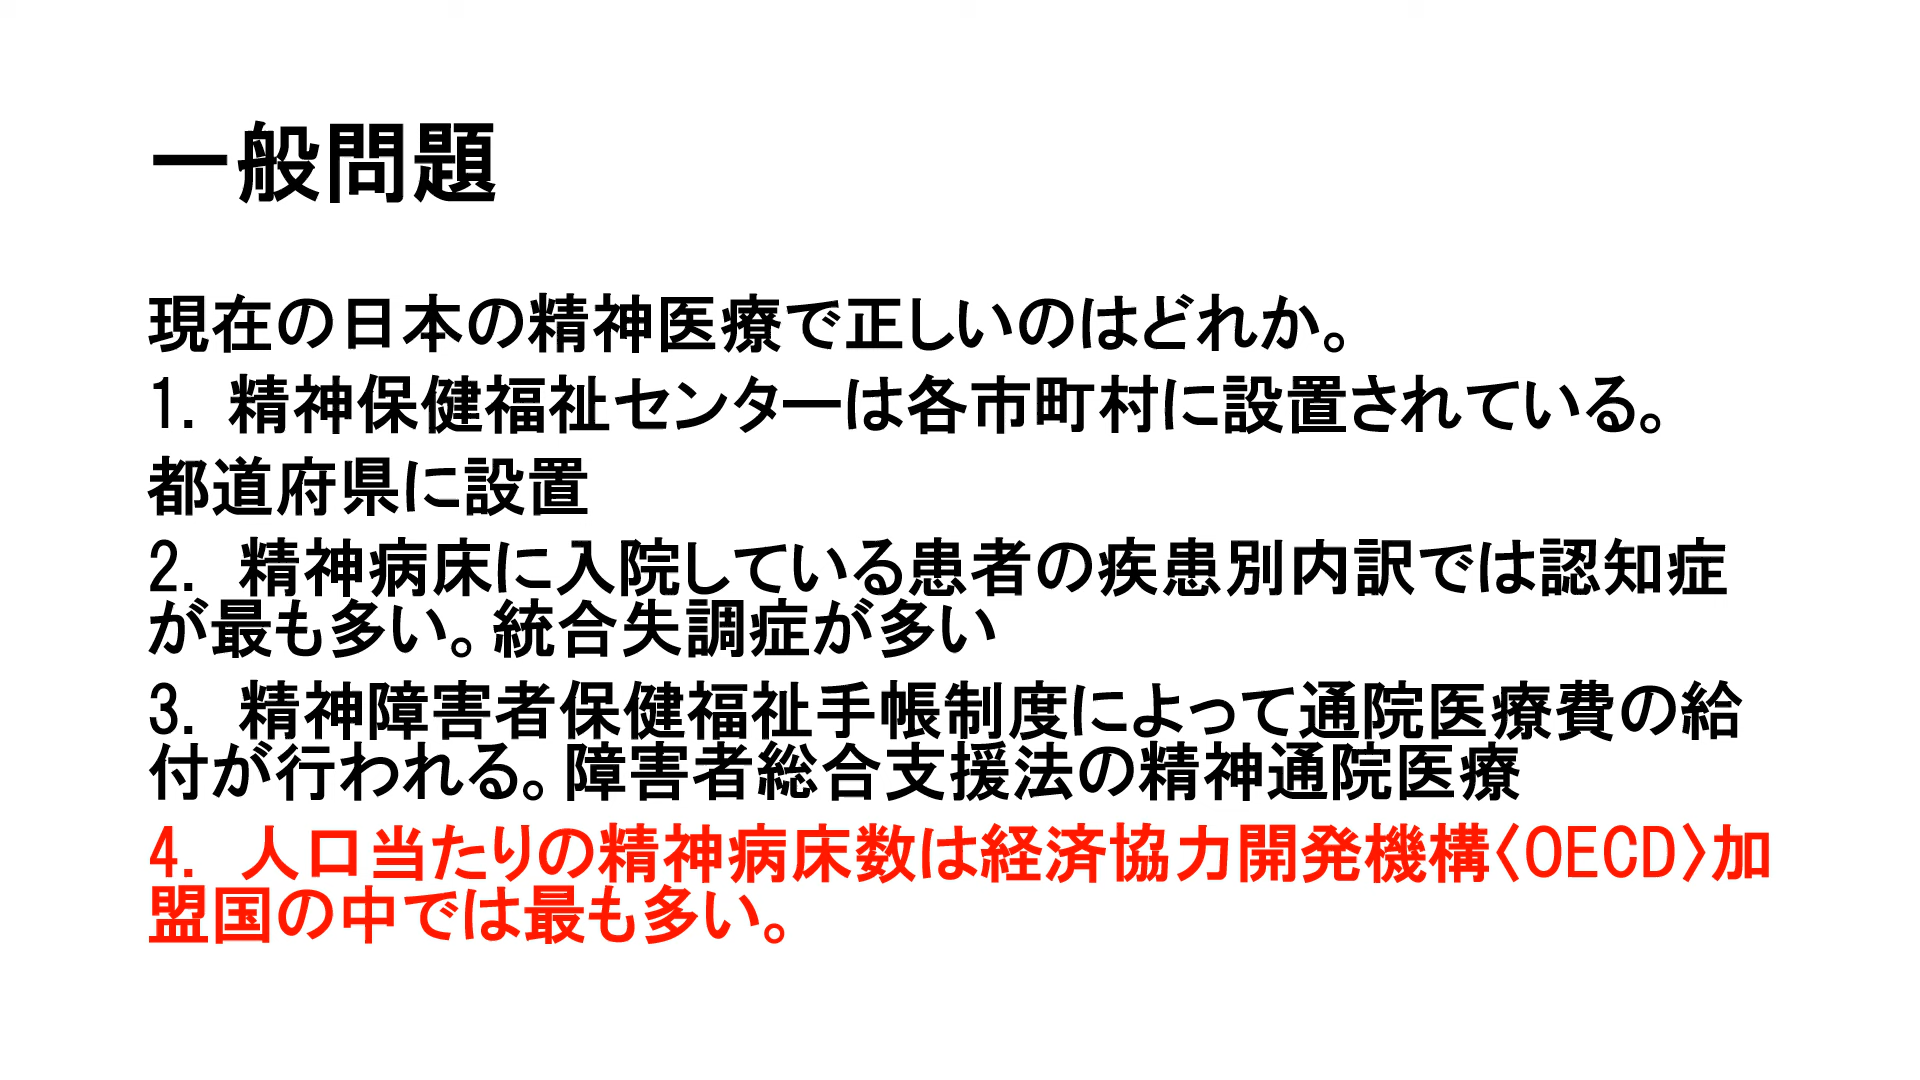 一般問題
現在の日本の精神医療で正しいのはどれか。
1. 精神保健福祉センターは各市町村に設置されている。
都道府県に設置
2. 精神病床に入院している患者の疾患別内訳では認知症
が最も多い。統合失調症が多い
3. 精神障害者保健福祉手帳制度によって通院医療費の給
付が行われる。障害者総合支援法の精神通院医療
4. 人口当たりの精神病床数は経済協力開発機構〈OECD〉加
盟国の中では最も多い。